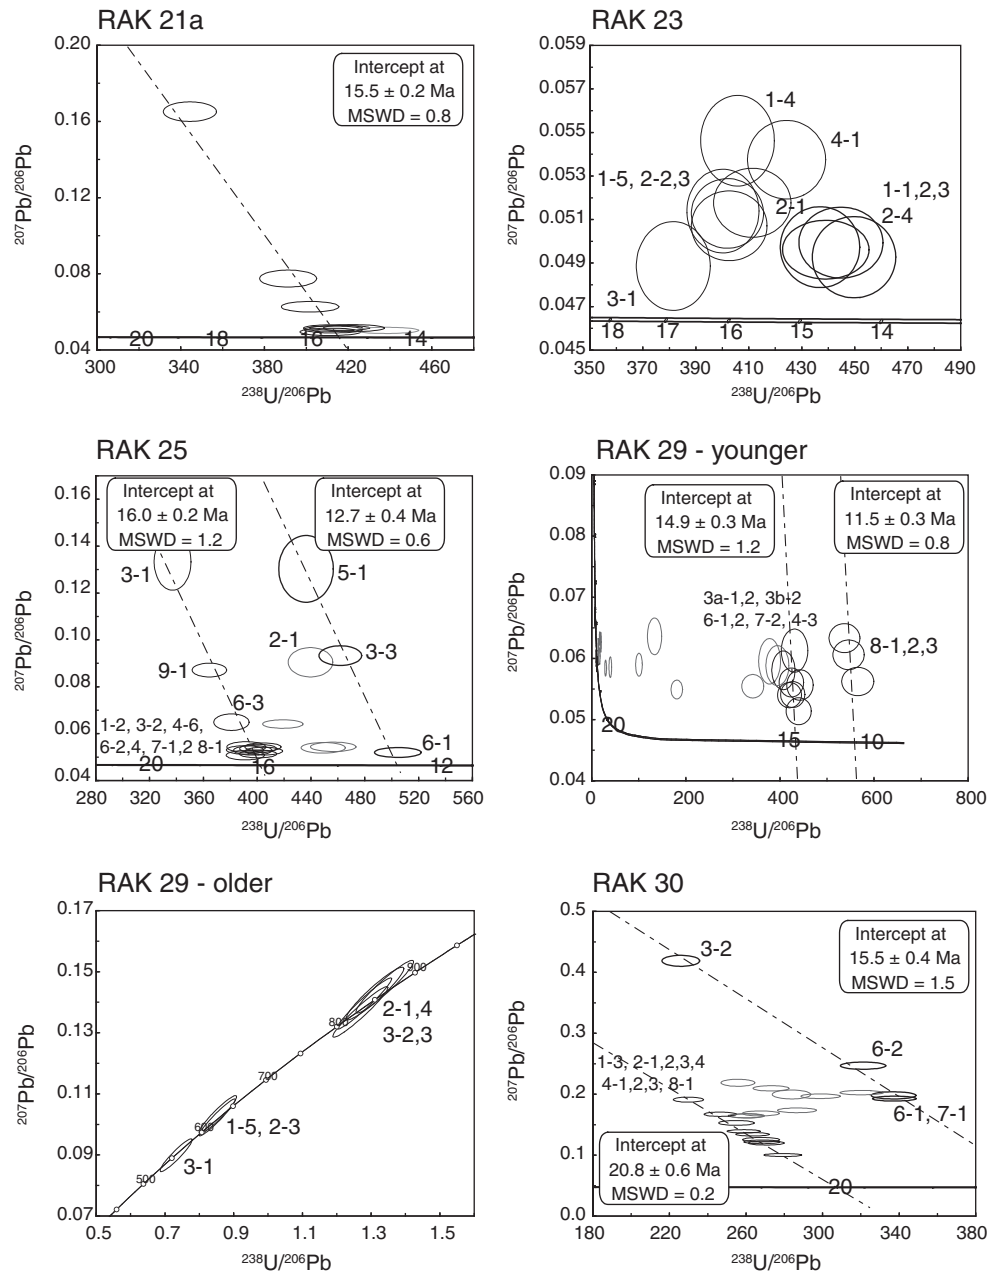 RAK 21a
0.20
0.16
0.12
0.08
0.04
300
340
380
420
460
207Pb/206Pb
238U/206Pb
Intercept at
15.5 ± 0.2 Ma
MSWD = 0.8
20
18
16
14
RAK 23
0.059
0.057
0.055
0.053
0.051
0.049
0.047
0.045
350
370
390
410
430
450
470
490
207Pb/206Pb
238U/206Pb
1-4
4-1
1-5, 2-2,3
1-1,2,3
2-1
2-4
3-1
18
17
16
15
14
RAK 25
0.16
0.14
0.12
0.10
0.08
0.06
0.04
280
320
360
400
440
480
520
560
207Pb/206Pb
238U/206Pb
Intercept at
16.0 ± 0.2 Ma
MSWD = 1.2
Intercept at
12.7 ± 0.4 Ma
MSWD = 0.6
3-1
5-1
2-1
3-3
9-1
6-3
1-2, 3-2, 4-6,
6-2,4, 7-1,2 8-1
6-1
20
16
12
RAK 29 - younger
0.09
0.08
0.07
0.06
0.05
0.04
0
200
400
600
800
207Pb/206Pb
238U/206Pb
Intercept at
14.9 ± 0.3 Ma
MSWD = 1.2
Intercept at
11.5 ± 0.3 Ma
MSWD = 0.8
3a-1,2, 3b-2
6-1,2, 7-2, 4-3
8-1,2,3
20
15
10
RAK 29 - older
0.17
0.15
0.13
0.11
0.09
0.07
0.5
0.7
0.9
1.1
1.3
1.5
207Pb/206Pb
238U/206Pb
900
800
700
600
500
2-1,4
3-2,3
1-5, 2-3
3-1
RAK 30
0.5
0.4
0.3
0.2
0.1
0.0
180
220
260
300
340
380
207Pb/206Pb
238U/206Pb
Intercept at
15.5 ± 0.4 Ma
MSWD = 1.5
3-2
6-2
1-3, 2-1,2,3,4
4-1,2,3, 8-1
6-1, 7-1
Intercept at
20.8 ± 0.6 Ma
MSWD = 0.2
20